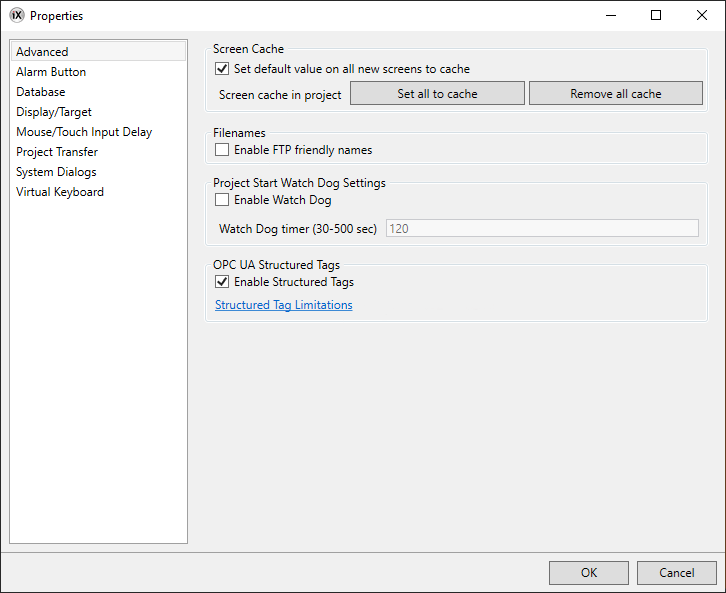 iX Properties
Advanced
Alarm Button
Database
Display/Target
Mouse/Touch Input Delay
Project Transfer
System Dialogs
Virtual Keyboard
Screen Cache
Set default value on all new screens to cache
Screen cache in project Set all to cache Remove all cache
Filenames
Enable FTP friendly names
Project Start Watch Dog Settings
Enable Watch Dog
Watch Dog timer (30-500 sec) 120
OPC UA Structured Tags
Enable Structured Tags
Structured Tag Limitations
OK Cancel